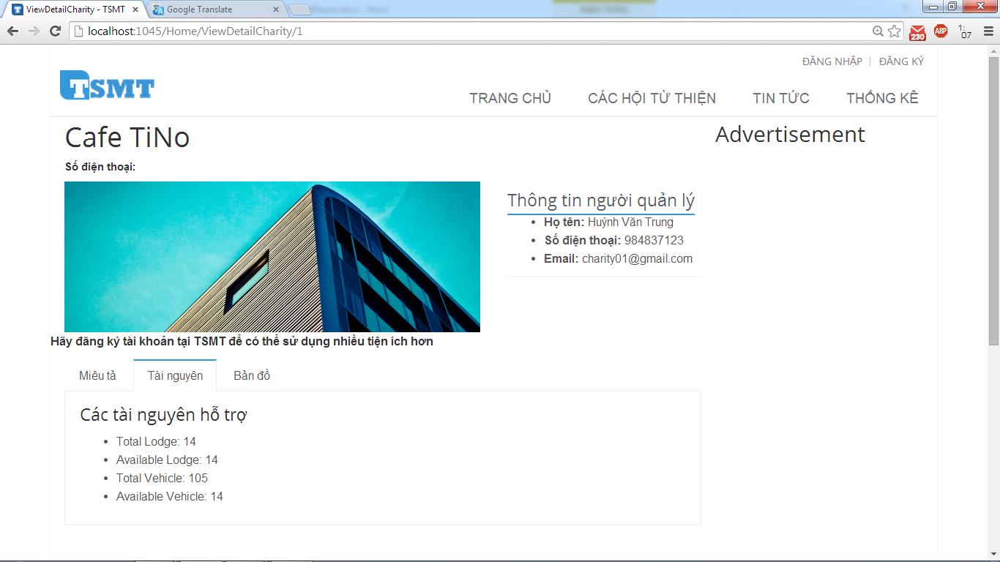 ViewDetailCharity - TSMT
Google Translate
localhost:1045/Home/ViewDetailCharity/1
230
ABP
1:
07
ĐĂNG NHẬP | ĐĂNG KÝ
TSMT
TRANG CHỦ CÁC HỘI TỪ THIỆN TIN TỨC THỐNG KÊ
Cafe TiNo
Advertisement
Số điện thoại:
Thông tin người quản lý
• Họ tên: Huỳnh Văn Trung
• Số điện thoại: 984837123
• Email: charity01@gmail.com
Hãy đăng ký tài khoản tại TSMT để có thể sử dụng nhiều tiện ích hơn
Miêu tả Tài nguyên Bản đồ
Các tài nguyên hỗ trợ
• Total Lodge: 14
• Available Lodge: 14
• Total Vehicle: 105
• Available Vehicle: 14